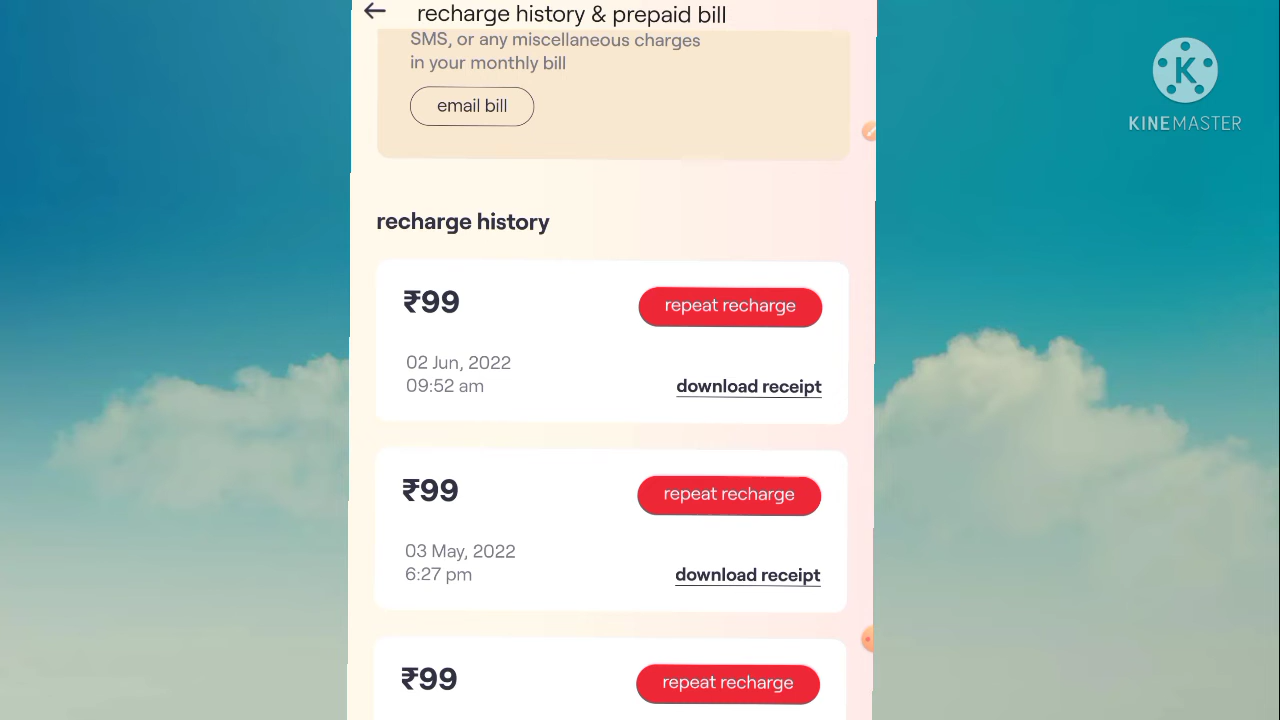 recharge history & prepaid bill
SMS, or any miscellaneous charges
in your monthly bill
email bill
K
KINEMASTER
recharge history
₹99
repeat recharge
02 Jun, 2022
09:52 am
download receipt
₹99
repeat recharge
03 May, 2022
6:27 pm
download receipt
₹99
repeat recharge